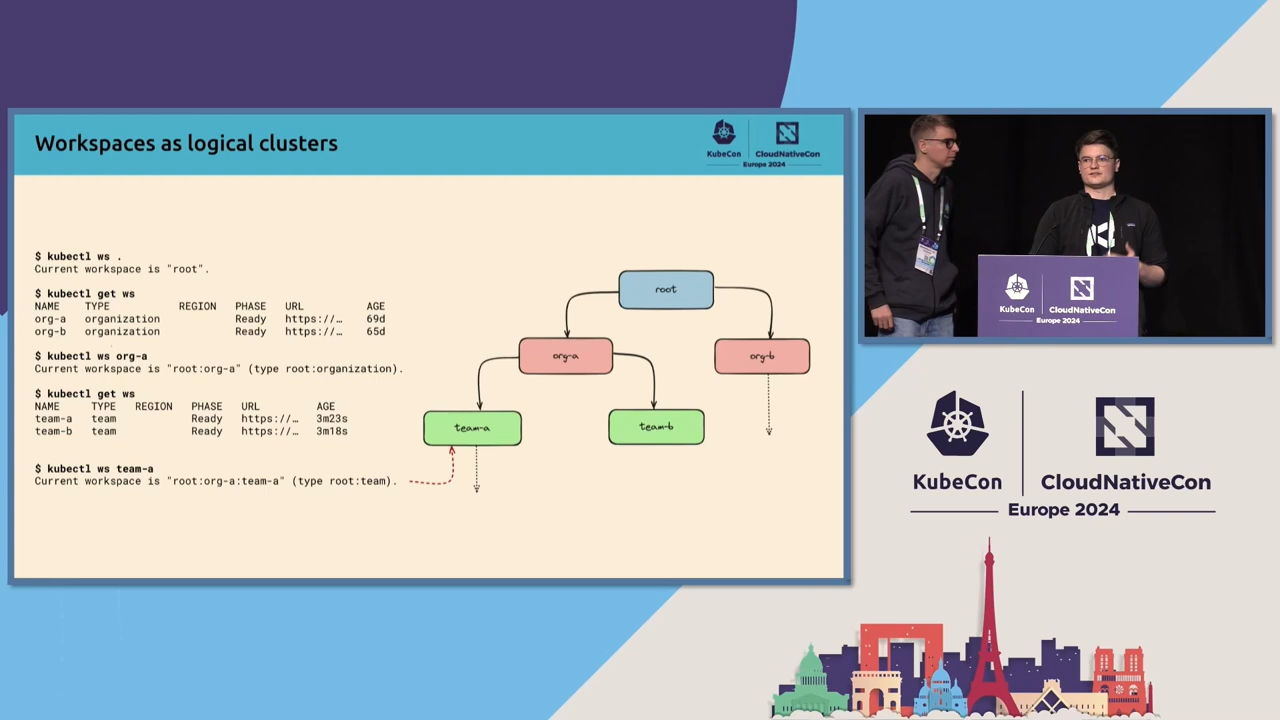 Workspaces as logical clusters
KubeCon
CloudNativeCon
Europe 2024
$ kubectl ws .
Current workspace is "root".
$ kubectl get ws
NAME TYPE REGION PHASE URL AGE
org-a organization Ready https://… 69d
org-b organization Ready https://… 65d
$ kubectl ws org-a
Current workspace is "root:org-a" (type root:organization).
$ kubectl get ws
NAME TYPE REGION PHASE URL AGE
team-a team Ready https://… 3m23s
team-b team Ready https://… 3m18s
$ kubectl ws team-a
Current workspace is "root:org-a:team-a" (type root:team).
root
org-a
org-b
team-a
team-b
KubeCon
CloudNativeCon
Europe 2024
KubeCon
CloudNativeCon
Europe 2024